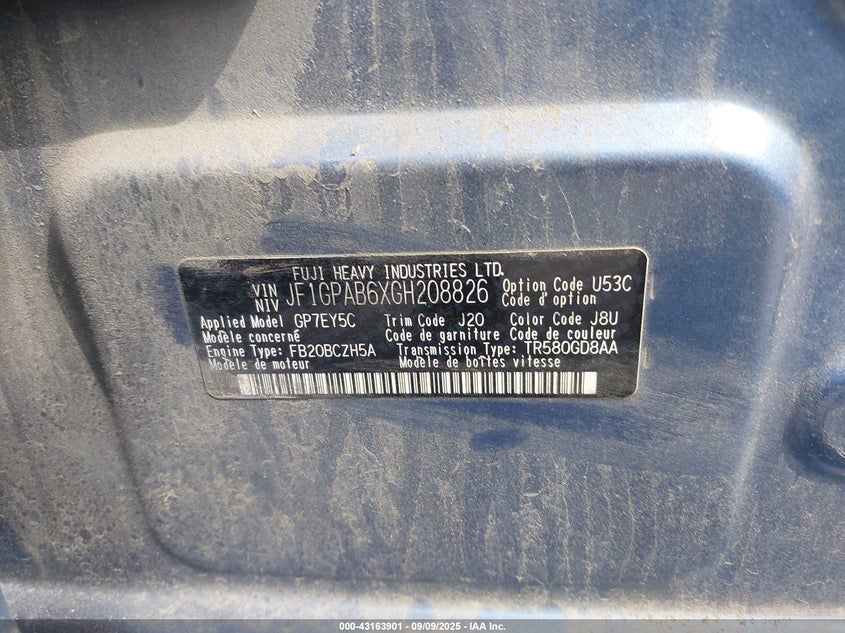 FUJI HEAVY INDUSTRIES LTD.
VIN NIV JF1GPAB6XGH208826 Option Code U53C
Code d'option
Applied Model GP7EY5C Trim Code J20 Color Code J8U
Modèle concerné Code de garniture Code de couleur
Engine Type: FB20BCZH5A Transmission Type: TR580GD8AA
Modèle de moteur Modèle de boîtes vitesse
000-43163901 - 09/09/2025 - IAA Inc.